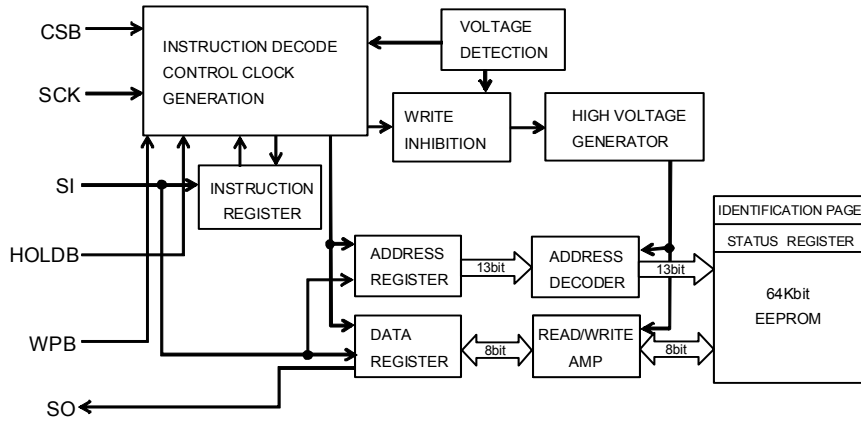 CSB
SCK
SI
HOLDB
WPB
SO
INSTRUCTION DECODE
CONTROL CLOCK
GENERATION
VOLTAGE
DETECTION
WRITE
INHIBITION
HIGH VOLTAGE
GENERATOR
INSTRUCTION
REGISTER
ADDRESS
REGISTER
13bit
ADDRESS
DECODER
13bit
DATA
REGISTER
8bit
READ/WRITE
AMP
8bit
IDENTIFICATION PAGE
STATUS REGISTER
64Kbit
EEPROM